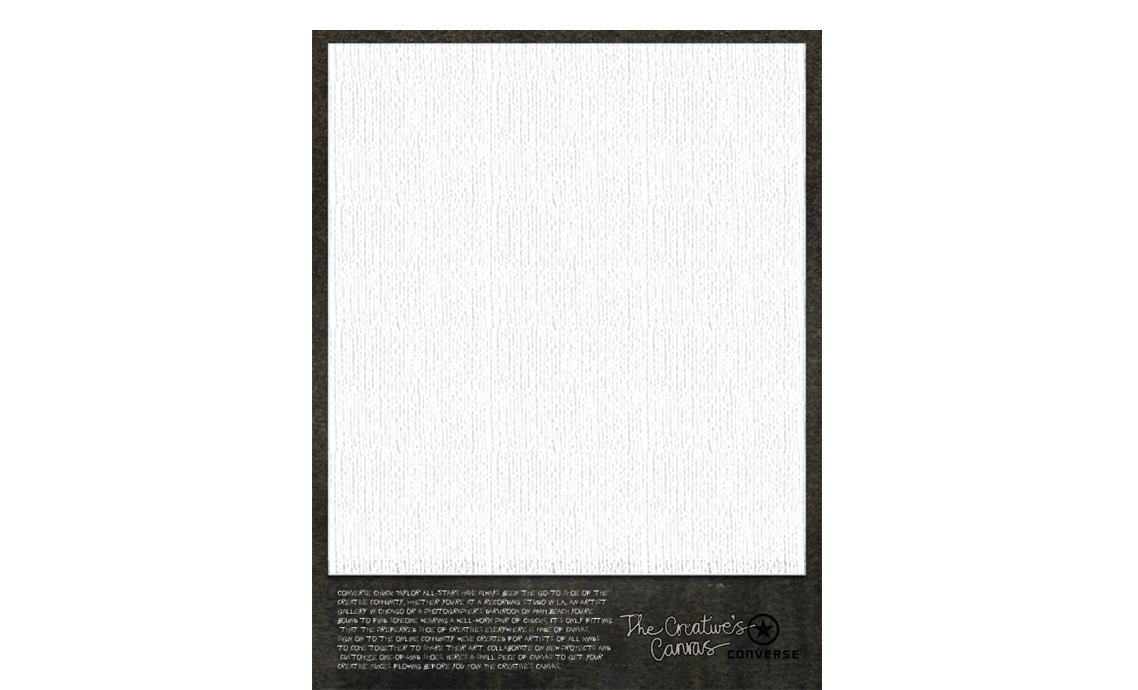 CONVERSE CHUCK TAYLOR ALL-STARS HAVE ALWAYS BEEN THE GO-TO SHOE OF THE
CREATIVE COMMUNITY. WHETHER YOU'RE AT A RECORDING STUDIO IN LA, AN ARTIST
GALLERY IN CHICAGO OR A PHOTOGRAPHER'S DARKROOM ON MIAMI BEACH YOU'RE
BOUND TO FIND SOMEONE WEARING A WELL-WORN PAIR OF CHUCKS. IT'S ONLY FITTING
THAT THE PREFERRED SHOE OF CREATIVES EVERYWHERE IS MADE OF CANVAS.
SIGN ON TO THE ONLINE COMMUNITY WE'VE CREATED FOR ARTISTS OF ALL KINDS
TO COME TOGETHER TO SHARE THEIR ART, COLLABORATE ON NEW PROJECTS AND
CUSTOMIZE ONE-OF-KIND SHOES. HERE'S A SMALL PIECE OF CANVAS TO GET YOUR
CREATIVE JUICES FLOWING BEFORE YOU JOIN THE CREATIVE'S CANVAS.
The Creative's
Canvas
CONVERSE